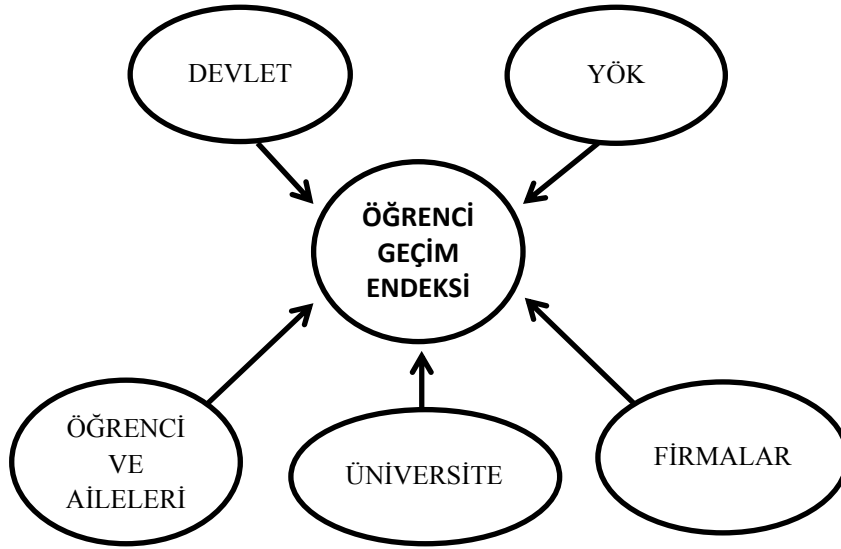 DEVLET
YÖK
ÖĞRENCİ
GEÇİM
ENDEKSİ
ÖĞRENCİ
VE
AİLELERİ
ÜNİVERSİTE
FİRMALAR